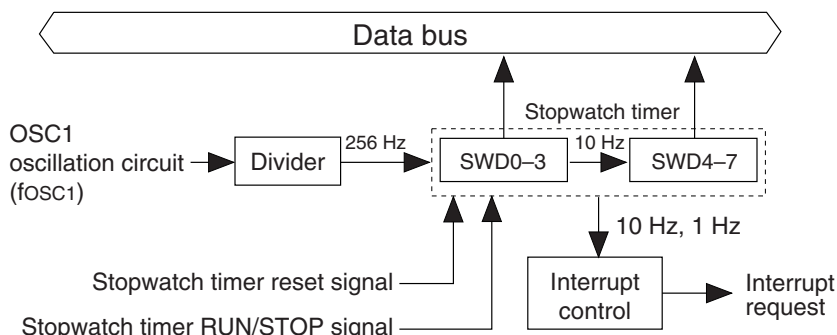 Data bus
Stopwatch timer
OSC1
oscillation circuit
(fOSC1)
Divider
256 Hz
SWD0–3
10 Hz
SWD4–7
10 Hz, 1 Hz
Stopwatch timer reset signal
Interrupt
control
Interrupt
request
Stopwatch timer RUN/STOP signal